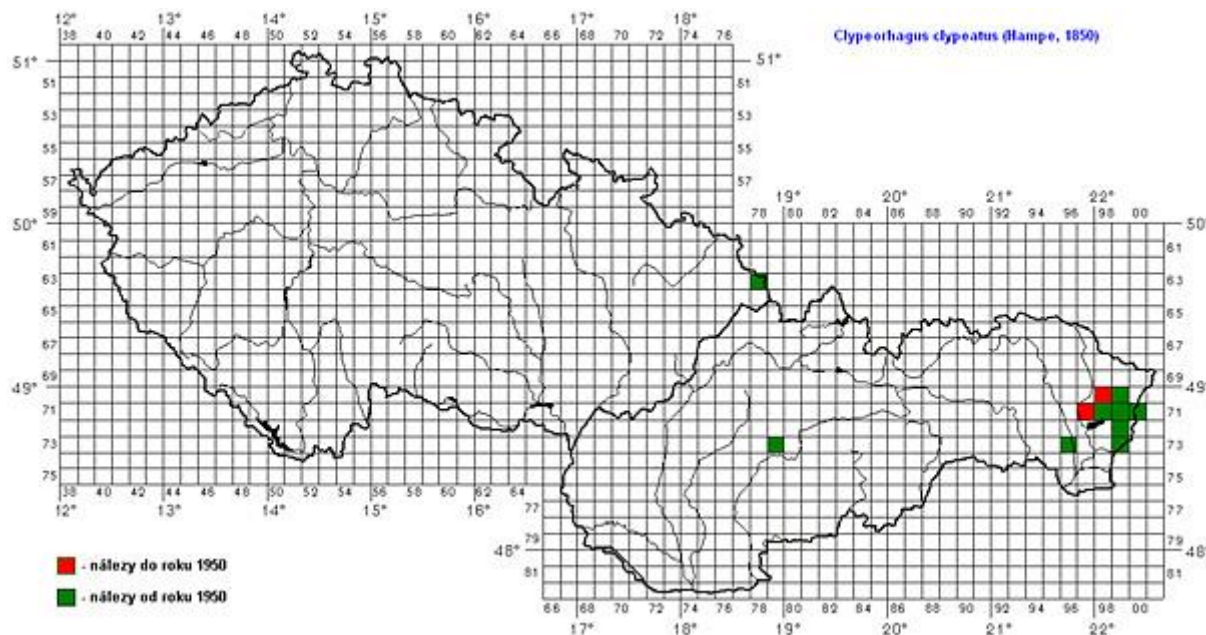 12° 13° 14° 15° 16° 17° 18°
38 40 42 44 46 48 50 52 54 56 58 60 62 64 66 68 70 72 74 76
Clypeorhagus clypeatus (Hampe, 1850)
51° 51°
51 51
53 53
55 55
57 57
19° 20° 21° 22°
59 78 80 82 84 86 88 90 92 94 96 98 00
50° 50°
61 61
63 63
65 65
67 67
69 69
49° 49°
71 71
73 73
75 75
38 40 42 44 46 48 50 52 54 56 58 60 62 64
12° 13° 14° 15° 16°
77 77
79 79
48° 48°
81 81
- nálezy do roku 1950
- nálezy od roku 1950
66 68 70 72 74 76 78 80 82 84 86 88 90 92 94 96 98 00
17° 18° 19° 20° 21° 22°